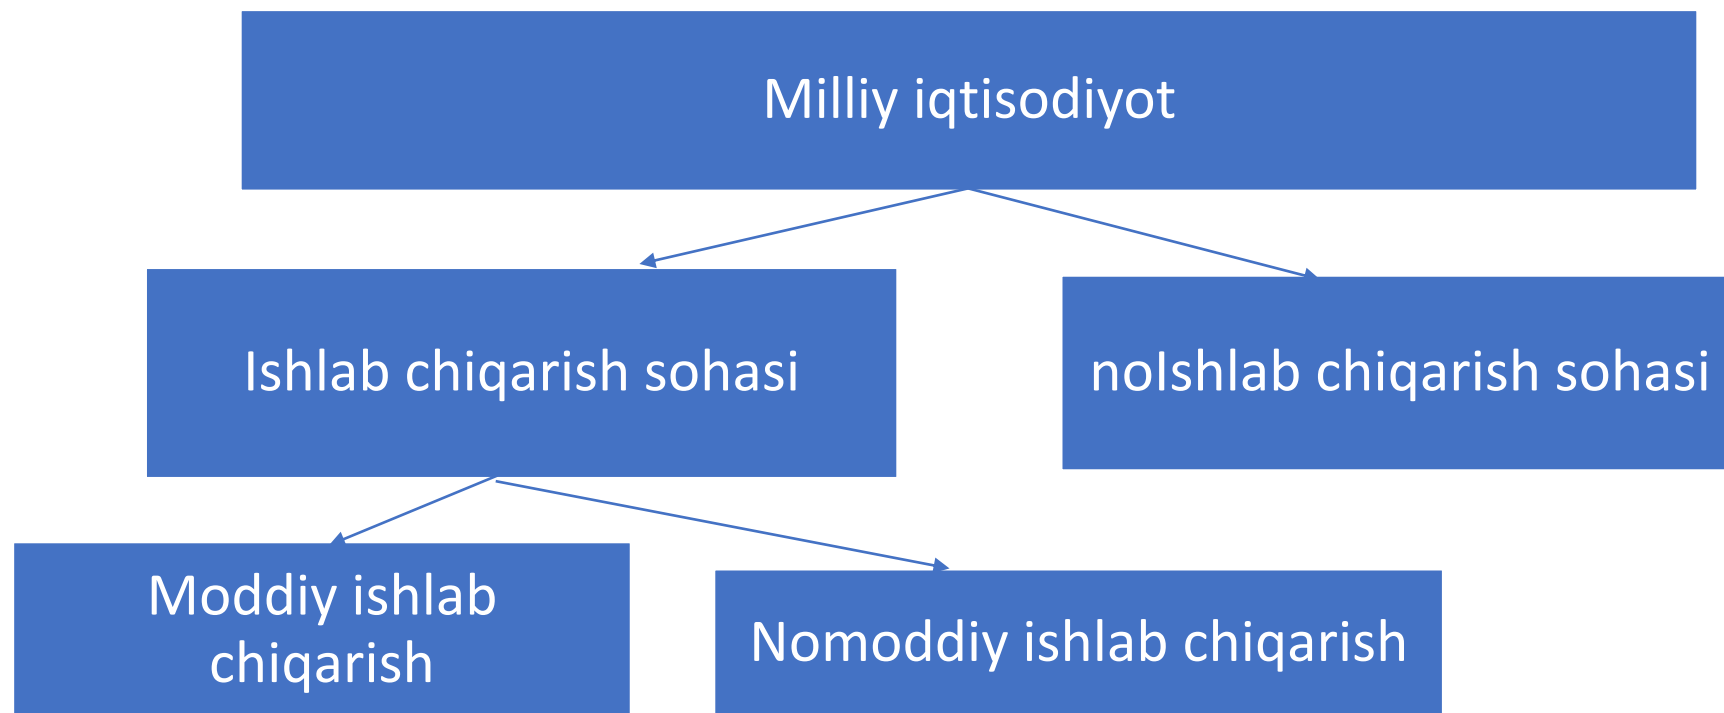 Milliy iqtisodiyot
Ishlab chiqarish sohasi
noIshlab chiqarish sohasi
Moddiy ishlab
chiqarish
Nomoddiy ishlab chiqarish